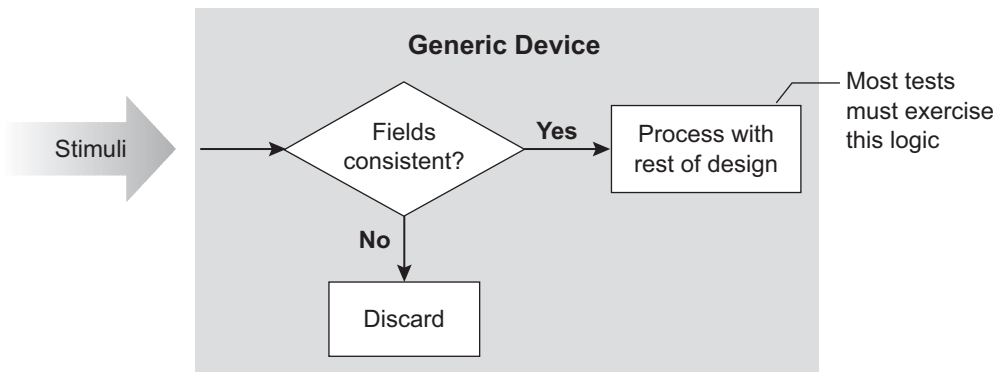 Generic Device
Stimuli
Fields
consistent?
Yes
Process with
rest of design
Most tests
must exercise
this logic
No
Discard